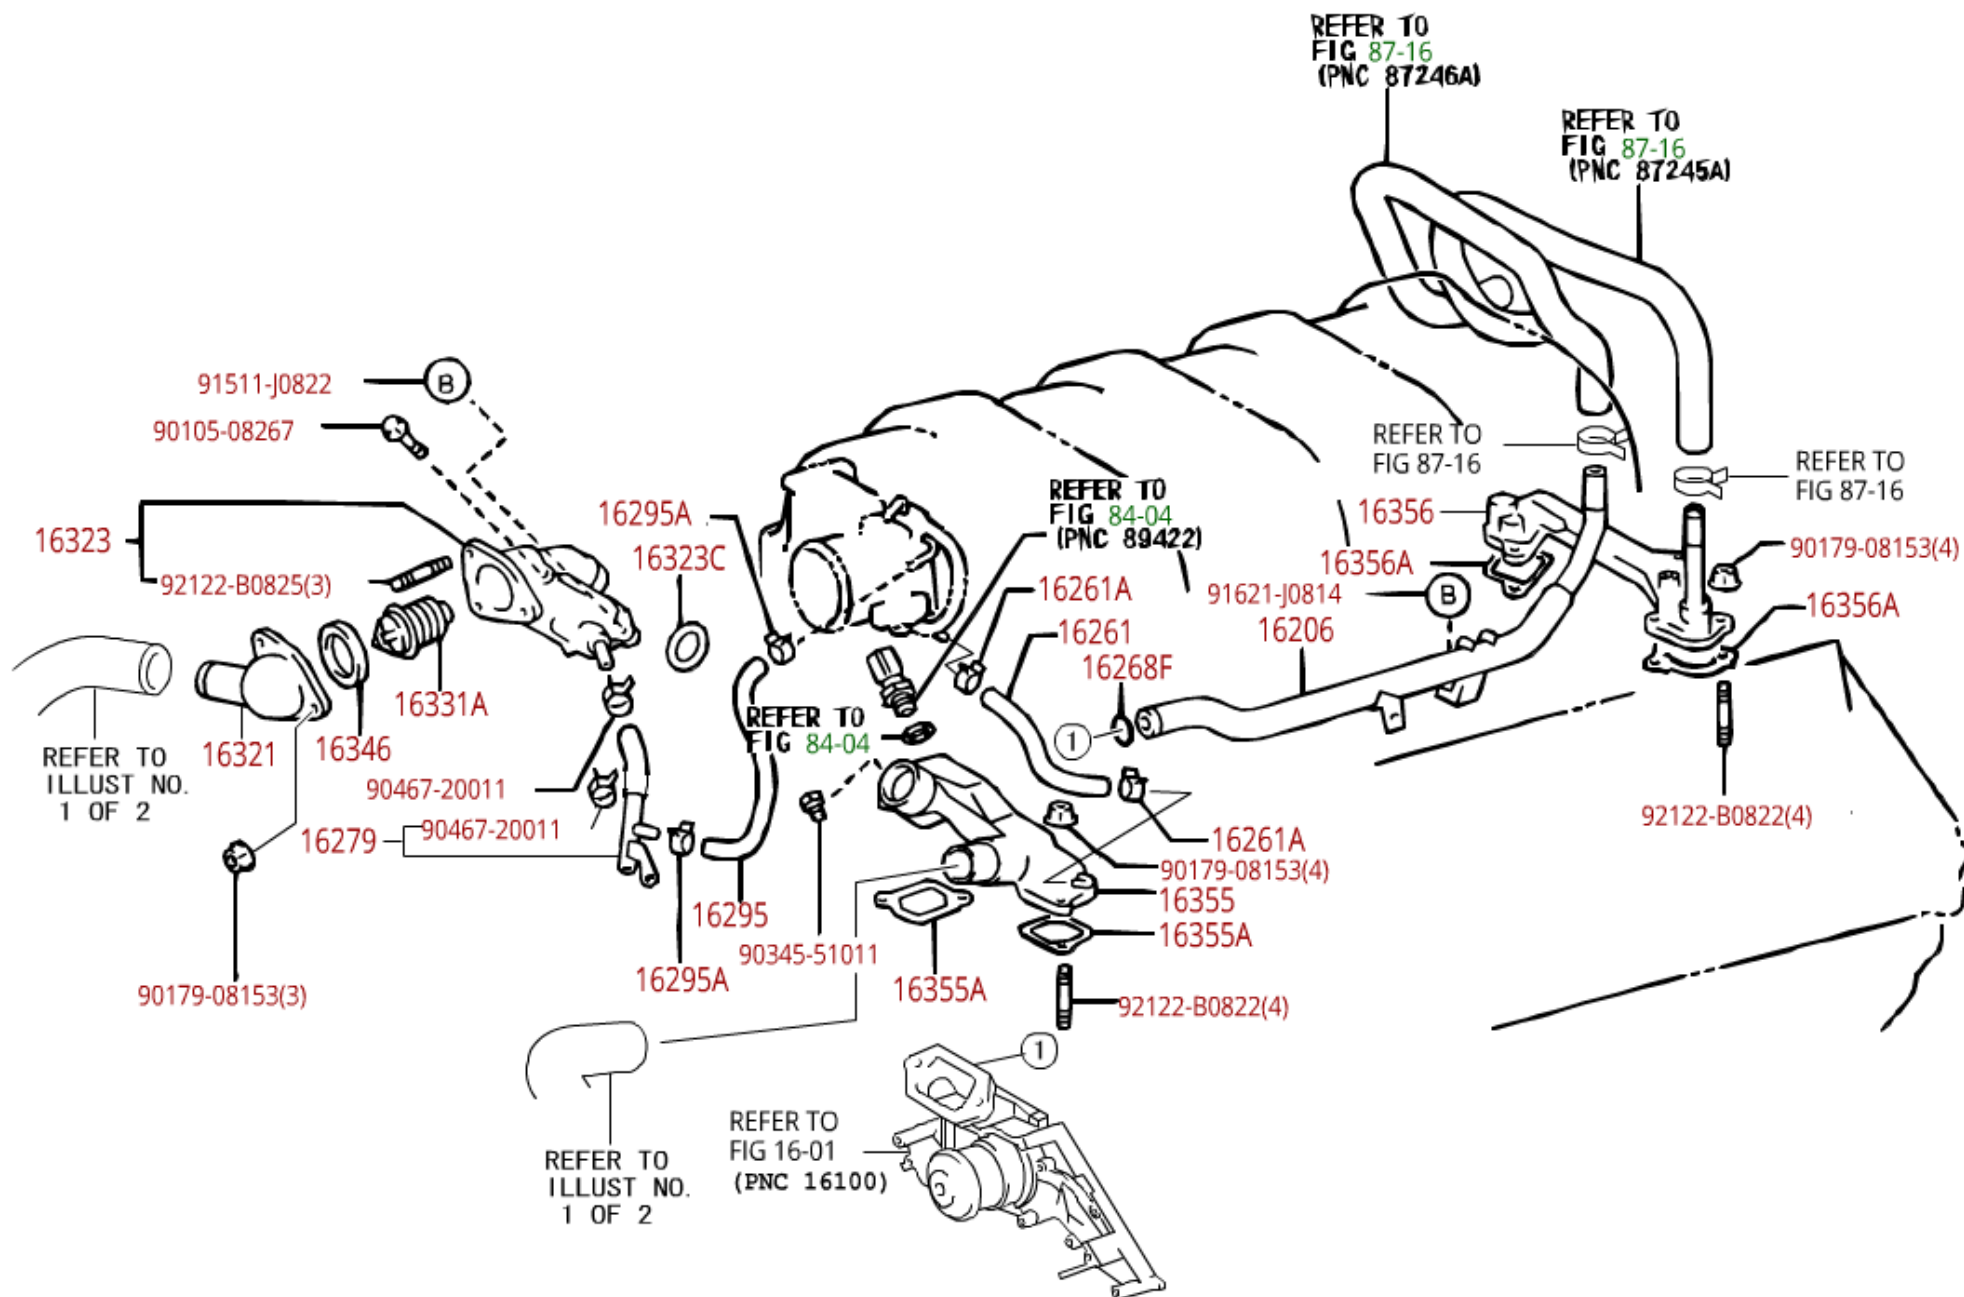 REFER TO
FIG 87-16
(PNC 87246A)
REFER TO
FIG 87-16
(PNC 87245A)
91511-J0822
B
90105-08267
16323
92122-B0825(3)
16295A
16323C
REFER TO
FIG 84-04
(PNC 89422)
REFER TO
FIG 87-16
REFER TO
FIG 87-16
16356
16356A
90179-08153(4)
16356A
91621-J0814
B
16261A
16261
16206
16268F
1
16331A
16346
16321
REFER TO
ILLUST NO.
1 OF 2
REFER TO
FIG 84-04
90467-20011
90467-20011
16279
92122-B0822(4)
16261A
90179-08153(4)
16355
16355A
16295
90345-51011
16295A
16355A
90179-08153(3)
92122-B0822(4)
1
REFER TO
FIG 16-01
(PNC 16100)
REFER TO
ILLUST NO.
1 OF 2